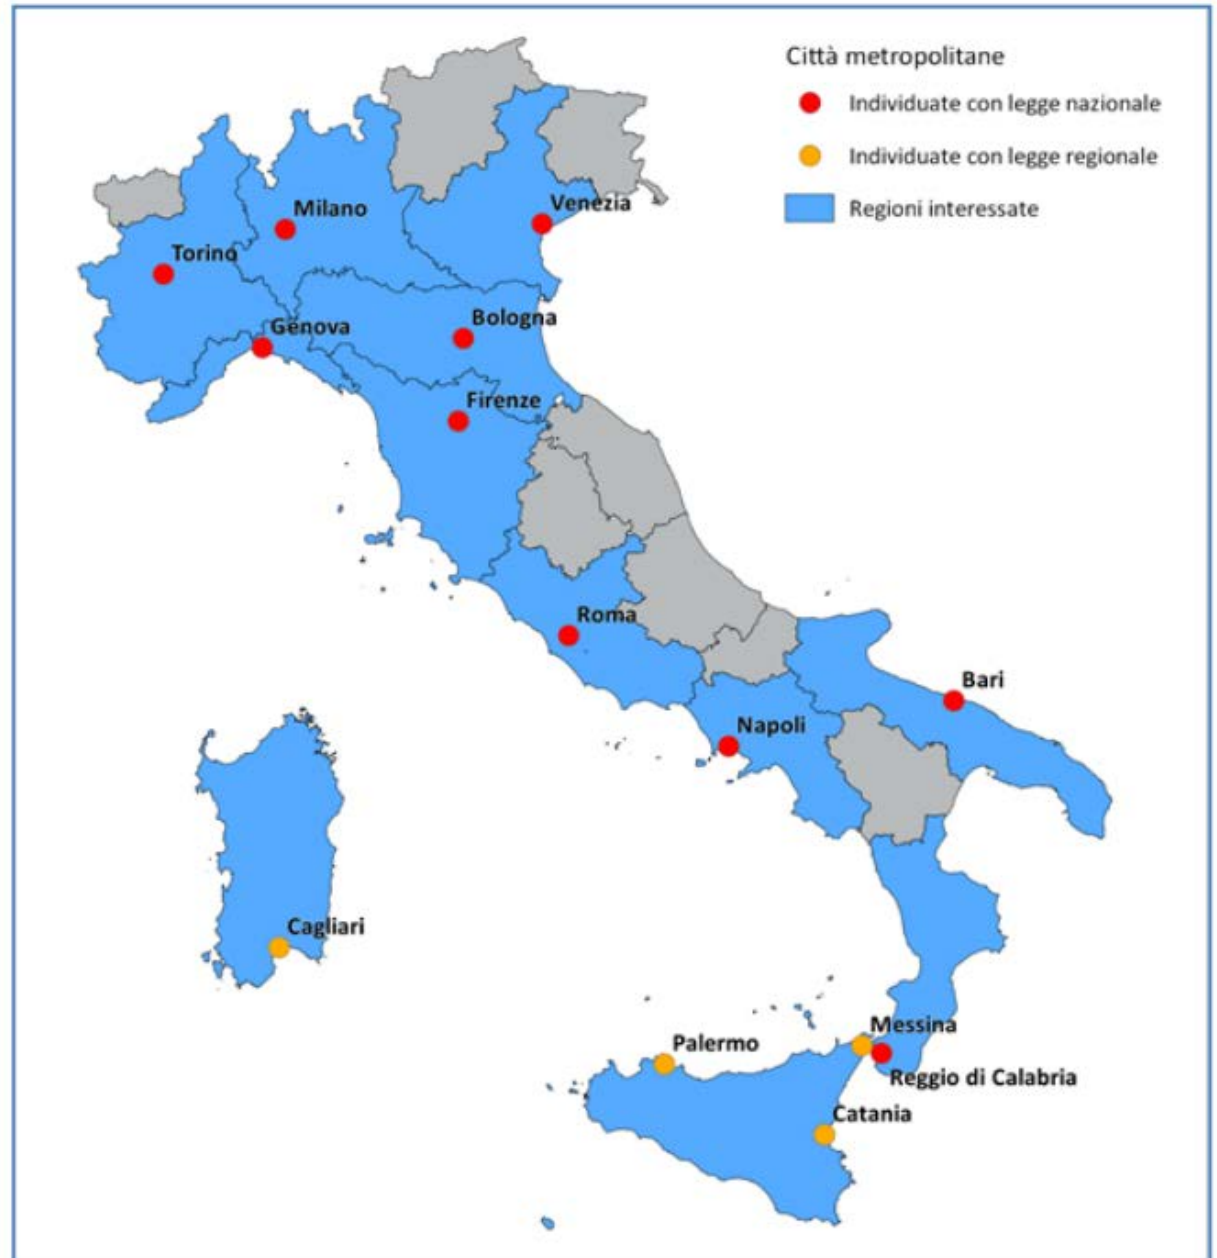 Città metropolitane
Individuate con legge nazionale
Individuate con legge regionale
Regioni interessate
Milano
Venezia
Torino
Genova
Bologna
Firenze
Roma
Bari
Napoli
Cagliari
Messina
Palermo
Reggio di Calabria
Catania